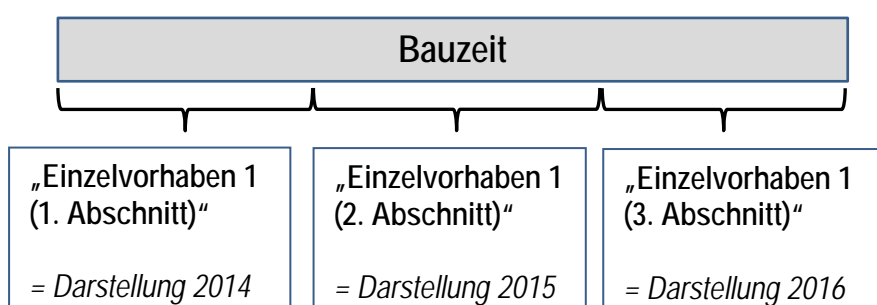 Bauzeit
„Einzelvorhaben 1
(1. Abschnitt)“
= Darstellung 2014
„Einzelvorhaben 1
(2. Abschnitt)“
= Darstellung 2015
„Einzelvorhaben 1
(3. Abschnitt)“
= Darstellung 2016